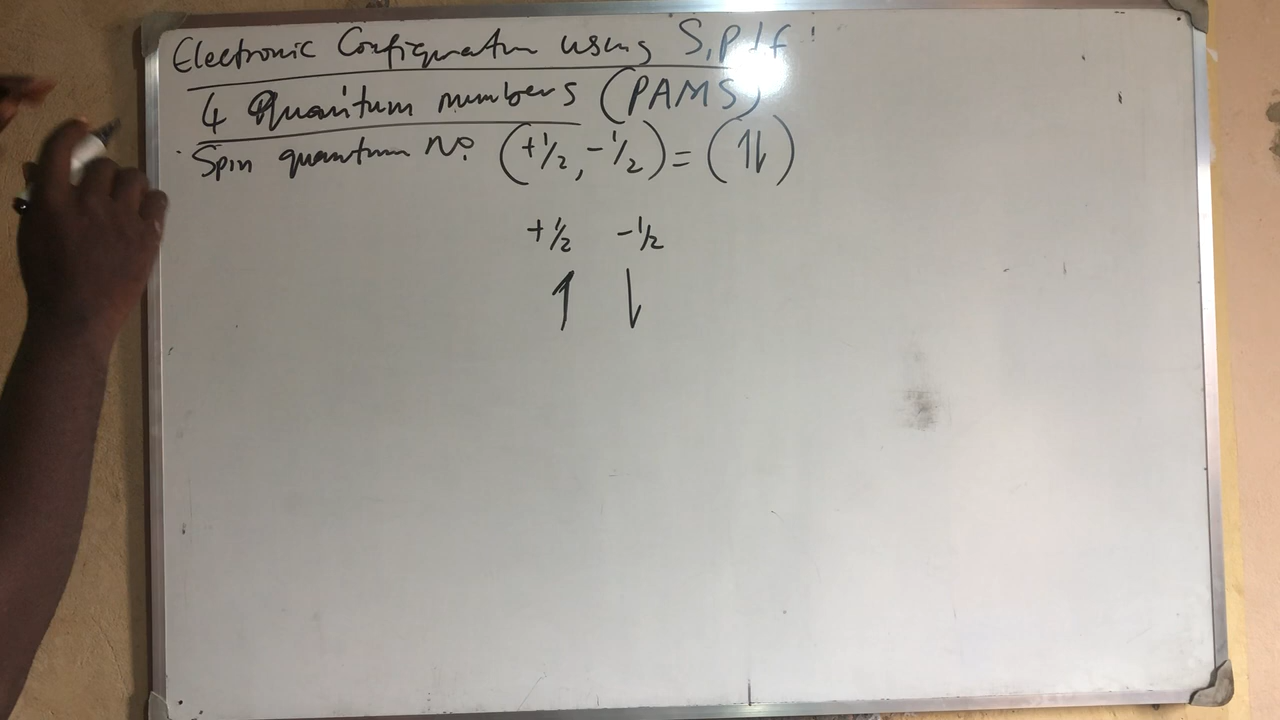 Electronic Configuration using S,P d f
4 Quantum numbers (PAMS)
Spin quantum No (+1/2, -1/2) = (↿⇂)
+1/2 -1/2
↿ ⇂